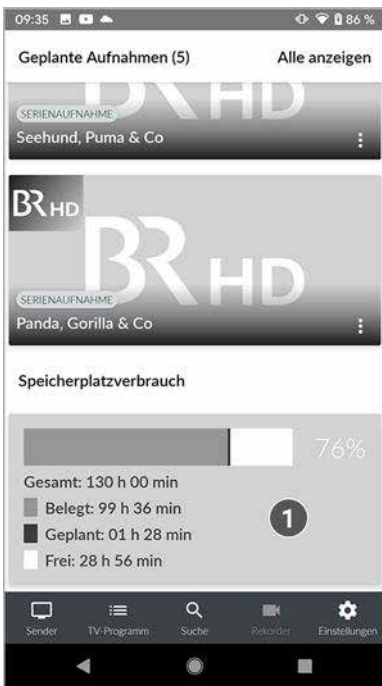 09:35 86 %
Geplante Aufnahmen (5) Alle anzeigen
BR HD
SERIENAUFNAHME
Seehund, Puma & Co
BR HD
BR HD
SERIENAUFNAHME
Panda, Gorilla & Co
Speicherplatzverbrauch
76%
Gesamt: 130 h 00 min
Belegt: 99 h 36 min
Geplant: 01 h 28 min
Frei: 28 h 56 min
1
Sender TV-Programm Suche Rekorder Einstellungen